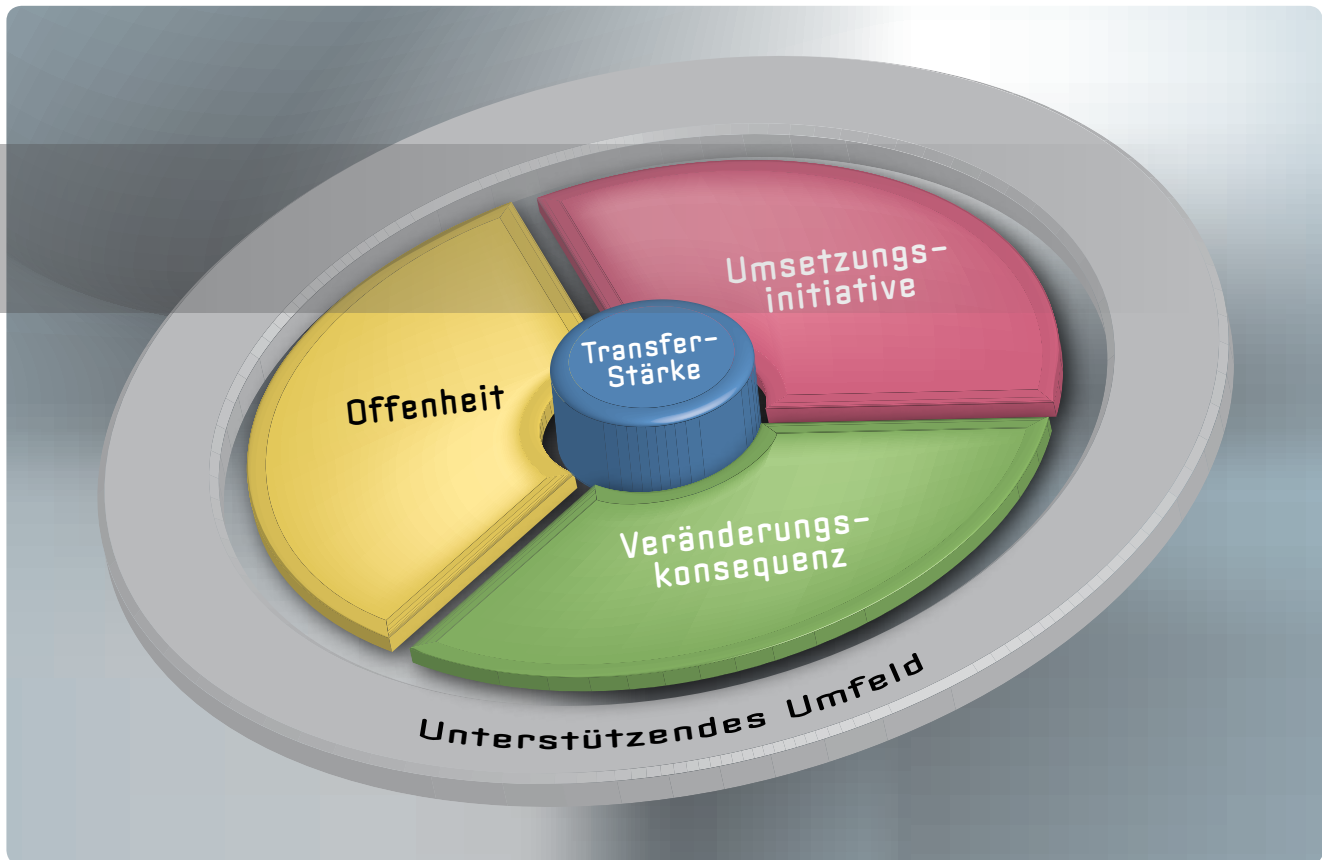 Umsetzungs-
initiative
Transfer-
Stärke
Offenheit
Veränderungs-
konsequenz
Unterstützendes Umfeld